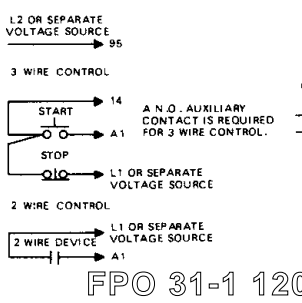 L2 OR SEPARATE
VOLTAGE SOURCE
95
3 WIRE CONTROL
14
START
A1
A N.O. AUXILIARY
CONTACT IS REQUIRED
FOR 3 WIRE CONTROL.
STOP
L1 OR SEPARATE
VOLTAGE SOURCE
2 WIRE CONTROL
L1 OR SEPARATE
VOLTAGE SOURCE
2 WIRE DEVICE
A1
FPO 31-1 120